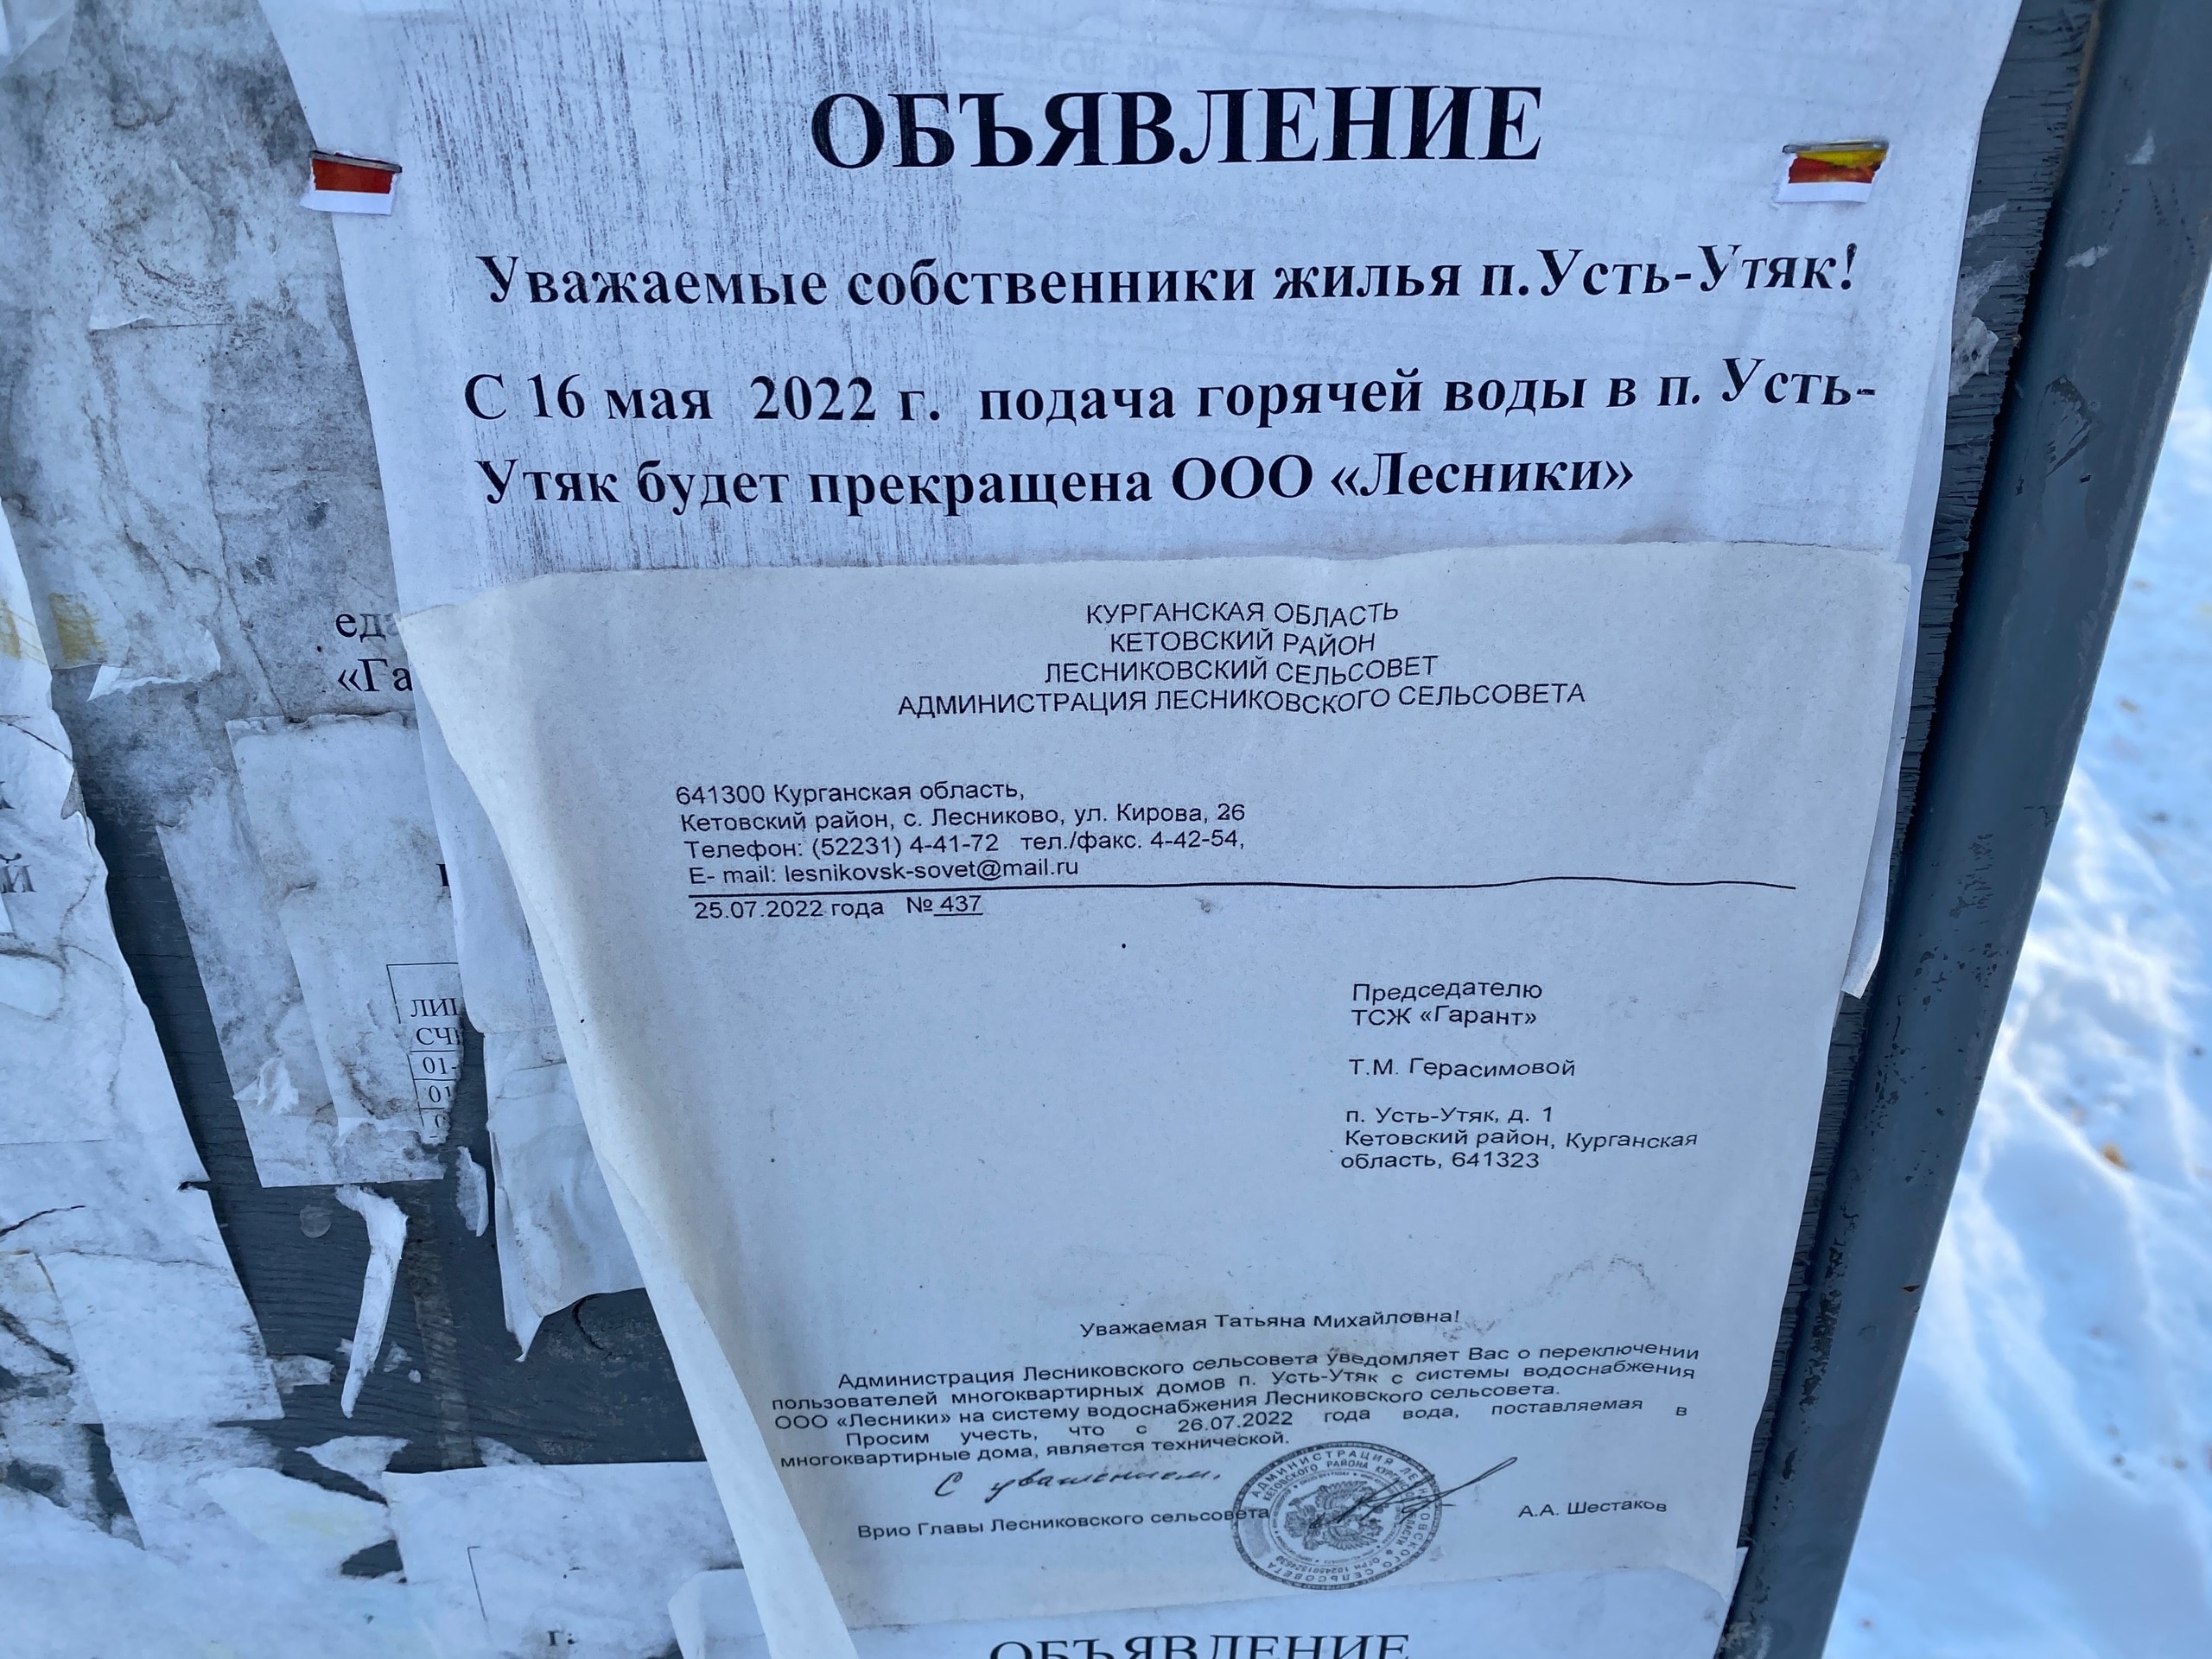 ОБЪЯВЛЕНИЕ
Уважаемые собственники жилья п.Усть-Утяк!
С 16 мая 2022 г. подача горячей воды в п. Усть-
Утяк будет прекращена ООО «Лесники»
КУРГАНСКАЯ ОБЛАСТЬ
КЕТОВСКИЙ РАЙОН
ЛЕСНИКОВСКИЙ СЕЛЬСОВЕТ
АДМИНИСТРАЦИЯ ЛЕСНИКОВСКОГО СЕЛЬСОВЕТА
641300 Курганская область,
Кетовский район, с. Лесниково, ул. Кирова, 26
Телефон: (52231) 4-41-72 тел./факс. 4-42-54,
E- mail: lesnikovsk-sovet@mail.ru
25.07.2022 года № 437
Председателю
ТСЖ «Гарант»
Т.М. Герасимовой
п. Усть-Утяк, д. 1
Кетовский район, Курганская
область, 641323
Уважаемая Татьяна Михайловна!
Администрация Лесниковского сельсовета уведомляет Вас о переключении
пользователей многоквартирных домов п. Усть-Утяк с системы водоснабжения
ООО «Лесники» на систему водоснабжения Лесниковского сельсовета.
Просим учесть, что с 26.07.2022 года вода, поставляемая в
многоквартирные дома, является технической.
С уважением,
Врио Главы Лесниковского сельсовета
А.А. Шестаков
ОБЪЯВЛЕНИЕ